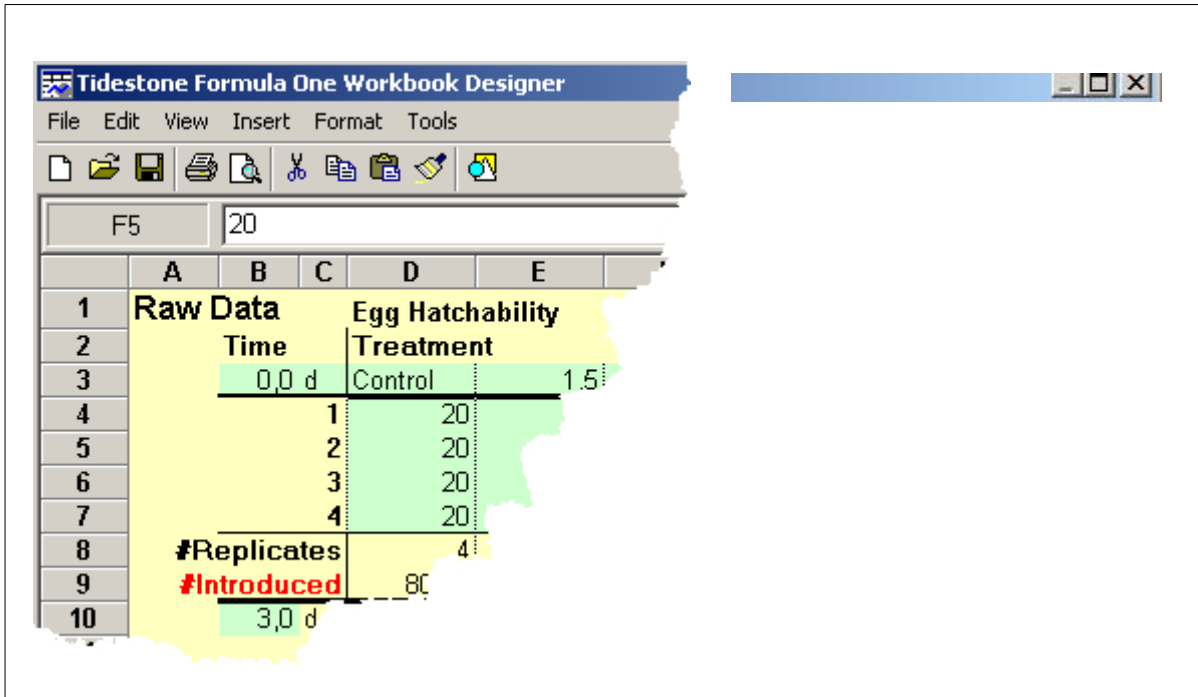 Tidestone Formula One Workbook Designer
File Edit View Insert Format Tools
F5 20
A B C D E
1 Raw Data Egg Hatchability
2 Time Treatment
3 0,0 d Control 1.5
4 1 20
5 2 20
6 3 20
7 4 20
8 #Replicates 4
9 #Introduced 80
10 3,0 d